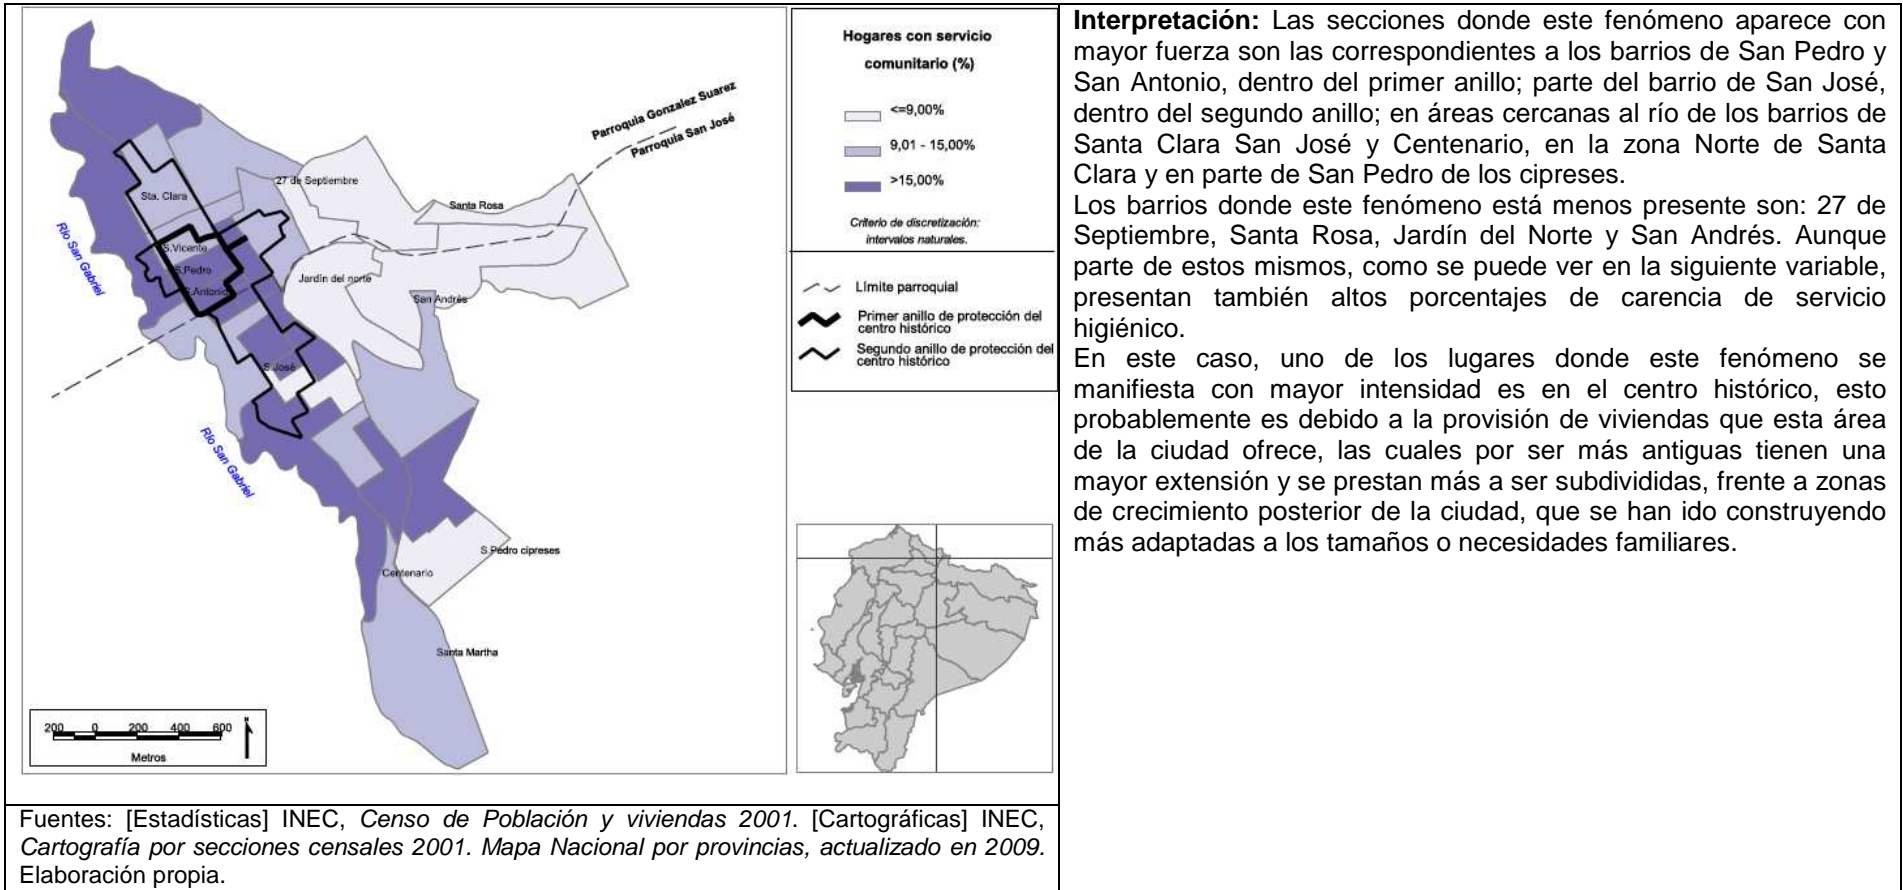 Hogares con servicio
comunitario (%)
<=9,00%
9,01 - 15,00%
>15,00%
Criterio de discretización:
intervalos naturales.
Límite parroquial
Primer anillo de protección del
centro histórico
Segundo anillo de protección del
centro histórico
Parroquia Gonzalez Suarez
Parroquia San José
27 de Septiembre
Sta. Clara
Santa Rosa
Río San Gabriel
S.Vicente
S.Pedro
S.Antonio
Jardín del norte
San Andrés
S.José
Río San Gabriel
S.Pedro cipreses
Centenario
Santa Martha
200 0 200 400 600
N
Metros
Fuentes: [Estadísticas] INEC, Censo de Población y viviendas 2001. [Cartográficas] INEC,
Cartografía por secciones censales 2001. Mapa Nacional por provincias, actualizado en 2009.
Elaboración propia.
Interpretación: Las secciones donde este fenómeno aparece con
mayor fuerza son las correspondientes a los barrios de San Pedro y
San Antonio, dentro del primer anillo; parte del barrio de San José,
dentro del segundo anillo; en áreas cercanas al río de los barrios de
Santa Clara San José y Centenario, en la zona Norte de Santa
Clara y en parte de San Pedro de los cipreses.
Los barrios donde este fenómeno está menos presente son: 27 de
Septiembre, Santa Rosa, Jardín del Norte y San Andrés. Aunque
parte de estos mismos, como se puede ver en la siguiente variable,
presentan también altos porcentajes de carencia de servicio
higiénico.
En este caso, uno de los lugares donde este fenómeno se
manifiesta con mayor intensidad es en el centro histórico, esto
probablemente es debido a la provisión de viviendas que esta área
de la ciudad ofrece, las cuales por ser más antiguas tienen una
mayor extensión y se prestan más a ser subdivididas, frente a zonas
de crecimiento posterior de la ciudad, que se han ido construyendo
más adaptadas a los tamaños o necesidades familiares.